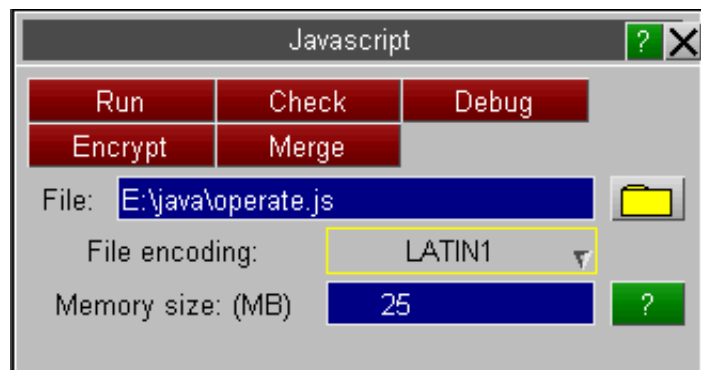 Javascript ?
Run Check Debug
Encrypt Merge
File: E:\java\operate.js
File encoding: LATIN1
Memory size: (MB) 25 ?